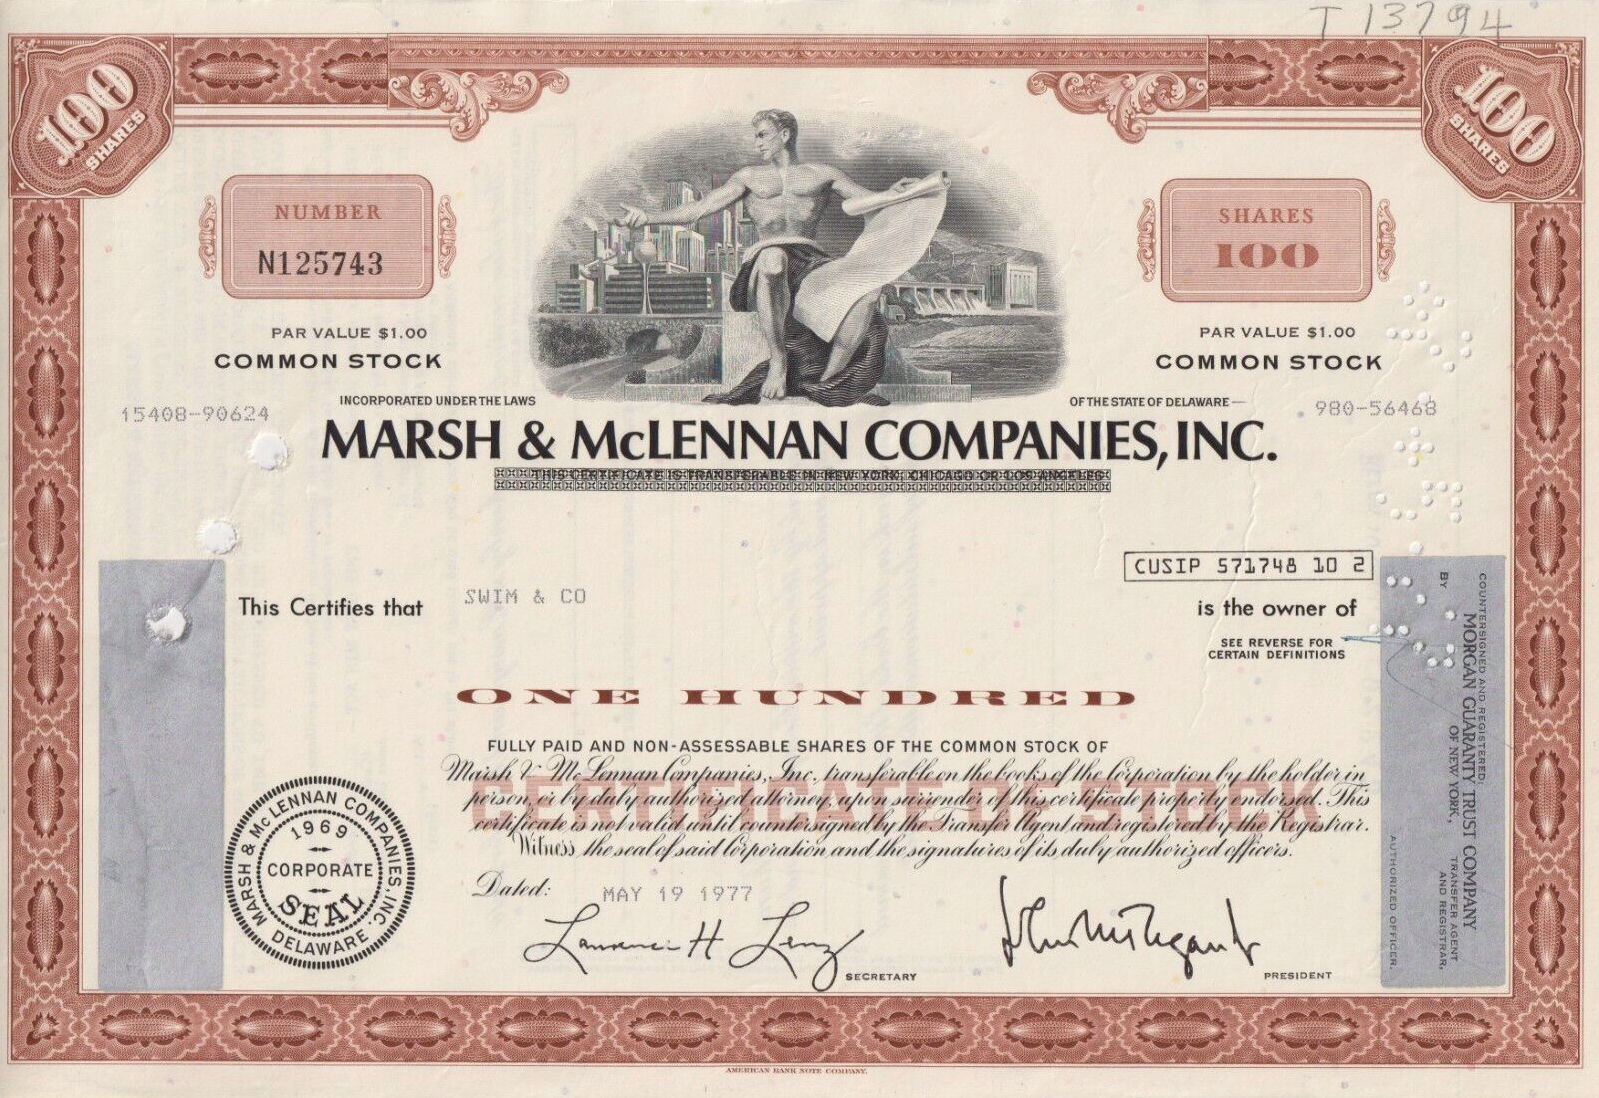 T 13794
100 SHARES
100 SHARES
NUMBER
N125743
SHARES
100
PAR VALUE $1.00
COMMON STOCK
PAR VALUE $1.00
COMMON STOCK
INCORPORATED UNDER THE LAWS
OF THE STATE OF DELAWARE
15408-90624
980-56468
MARSH & McLENNAN COMPANIES, INC.
THIS CERTIFICATE IS TRANSFERABLE IN NEW YORK, CHICAGO OR LOS ANGELES
CUSIP 571748 10 2
This Certifies that
SWIM & CO
is the owner of
SEE REVERSE FOR
CERTAIN DEFINITIONS
ONE HUNDRED
FULLY PAID AND NON-ASSESSABLE SHARES OF THE COMMON STOCK OF
CERTIFICATE OF STOCK
Marsh & McLennan Companies, Inc., transferable on the books of the Corporation by the holder in
person, or by duly authorized attorney, upon surrender of this certificate properly endorsed. This
certificate is not valid until countersigned by the Transfer Agent and registered by the Registrar.
Witness the seal of said Corporation and the signatures of its duly authorized officers.
Dated:
MAY 19 1977
SECRETARY
PRESIDENT
MARSH & McLENNAN COMPANIES, INC.
1969
CORPORATE
SEAL
DELAWARE
COUNTERSIGNED AND REGISTERED:
MORGAN GUARANTY TRUST COMPANY
OF NEW YORK,
TRANSFER AGENT
AND REGISTRAR,
BY
AUTHORIZED OFFICER.
AMERICAN BANK NOTE COMPANY.